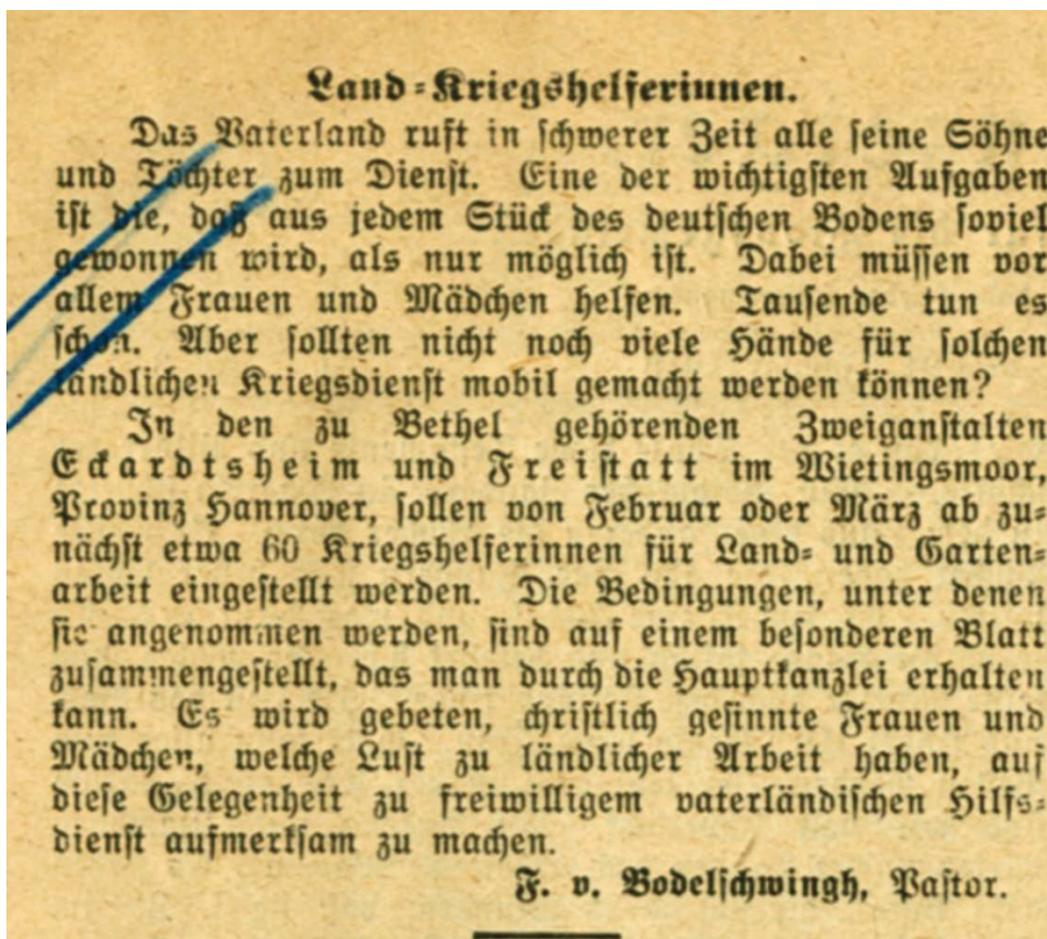 Land-Kriegshelferinnen.
Das Vaterland ruft in schwerer Zeit alle seine Söhne
und Töchter zum Dienst. Eine der wichtigsten Aufgaben
ist die, daß aus jedem Stück des deutschen Bodens soviel
gewonnen wird, als nur möglich ist. Dabei müssen vor
allem Frauen und Mädchen helfen. Tausende tun es
schon. Aber sollten nicht noch viele Hände für solchen
ländlichen Kriegsdienst mobil gemacht werden können?
In den zu Bethel gehörenden Zweiganstalten
Eckardtsheim und Freistatt im Wietingsmoor,
Provinz Hannover, sollen von Februar oder März ab zu-
nächst etwa 60 Kriegshelferinnen für Land- und Garten-
arbeit eingestellt werden. Die Bedingungen, unter denen
sie angenommen werden, sind auf einem besonderen Blatt
zusammengestellt, das man durch die Hauptkanzlei erhalten
kann. Es wird gebeten, christlich gesinnte Frauen und
Mädchen, welche Lust zu ländlicher Arbeit haben, auf
diese Gelegenheit zu freiwilligem vaterländischen Hilfs-
dienst aufmerksam zu machen.
F. v. Bodelschwingh, Pastor.